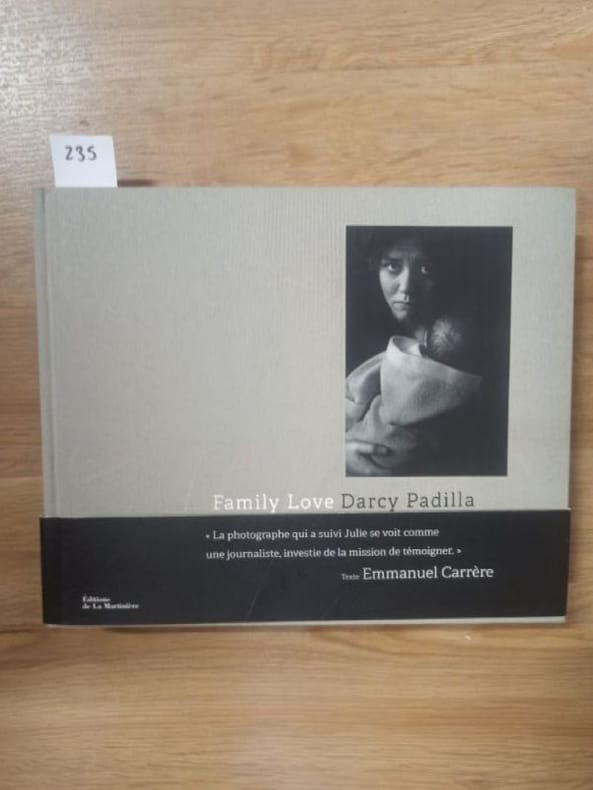 235
Family Love Darcy Padilla
« La photographe qui a suivi Julie se voit comme
une journaliste, investie de la mission de témoigner. »
Texte Emmanuel Carrère
Éditions
de La Martinière